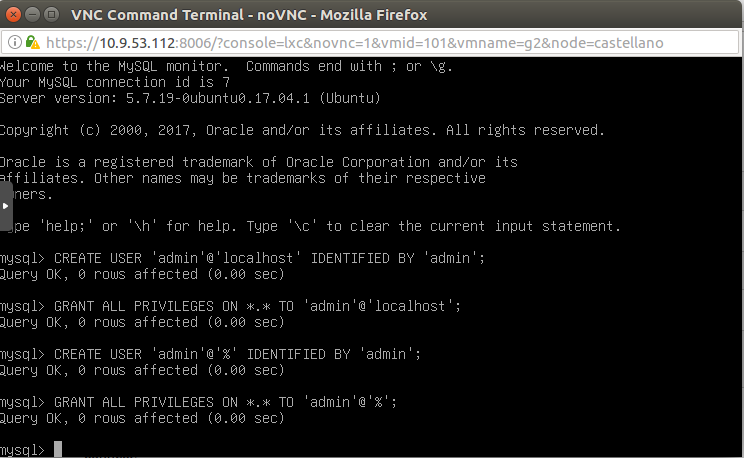 VNC Command Terminal - noVNC - Mozilla Firefox
https://10.9.53.112:8006/?console=lxc&novnc=1&vmid=101&vmname=g2&node=castellano
Welcome to the MySQL monitor.  Commands end with ; or \g.
Your MySQL connection id is 7
Server version: 5.7.19-0ubuntu0.17.04.1 (Ubuntu)
Copyright (c) 2000, 2017, Oracle and/or its affiliates. All rights reserved.
Oracle is a registered trademark of Oracle Corporation and/or its
affiliates. Other names may be trademarks of their respective
owners.
Type 'help;' or '\h' for help. Type '\c' to clear the current input statement.
mysql> CREATE USER 'admin'@'localhost' IDENTIFIED BY 'admin';
Query OK, 0 rows affected (0.00 sec)
mysql> GRANT ALL PRIVILEGES ON *.* TO 'admin'@'localhost';
Query OK, 0 rows affected (0.00 sec)
mysql> CREATE USER 'admin'@'%' IDENTIFIED BY 'admin';
Query OK, 0 rows affected (0.00 sec)
mysql> GRANT ALL PRIVILEGES ON *.* TO 'admin'@'%';
Query OK, 0 rows affected (0.00 sec)
mysql>